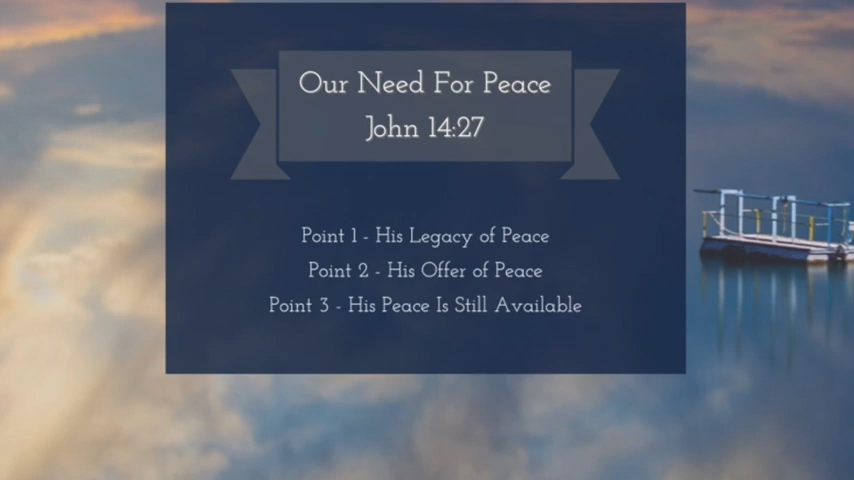 Our Need For Peace
John 14:27
Point 1 - His Legacy of Peace
Point 2 - His Offer of Peace
Point 3 - His Peace Is Still Available